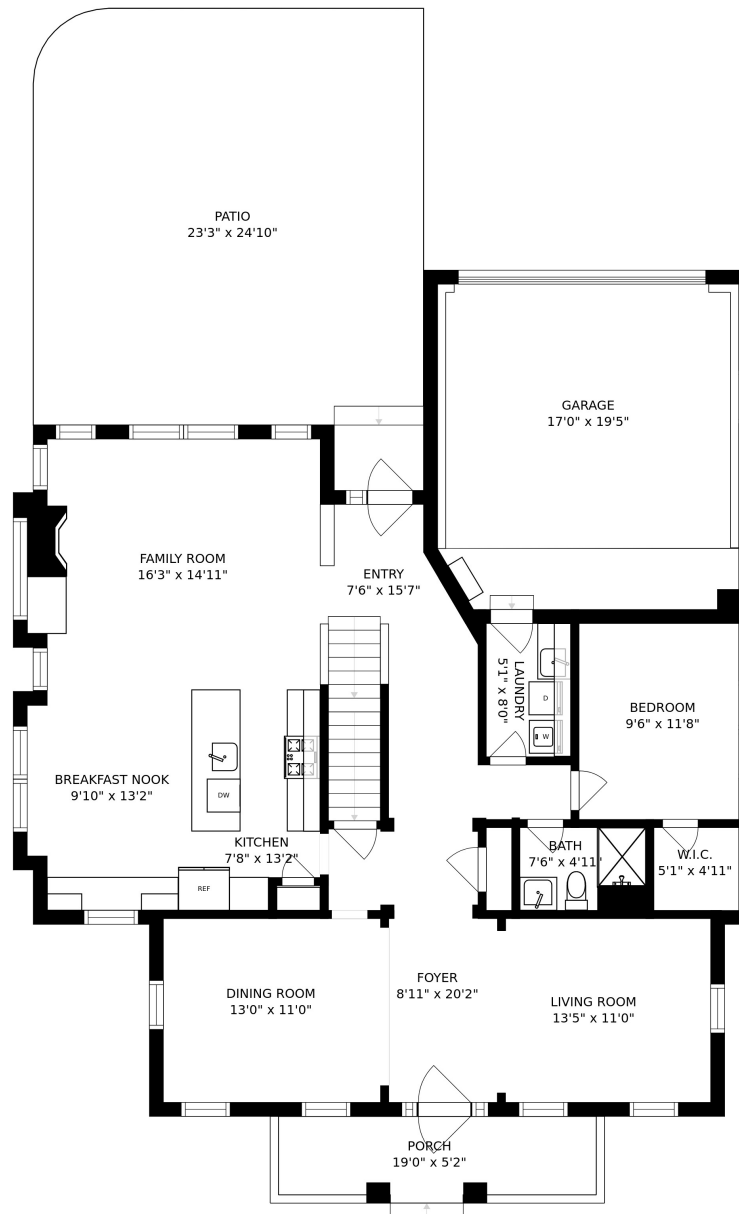 PATIO
23'3" x 24'10"
GARAGE
17'0" x 19'5"
FAMILY ROOM
16'3" x 14'11"
ENTRY
7'6" x 15'7"
LAUNDRY
5'1" x 8'0"
D
W
BEDROOM
9'6" x 11'8"
BREAKFAST NOOK
9'10" x 13'2"
DW
KITCHEN
7'8" x 13'2"
REF
BATH
7'6" x 4'11"
W.I.C.
5'1" x 4'11"
DINING ROOM
13'0" x 11'0"
FOYER
8'11" x 20'2"
LIVING ROOM
13'5" x 11'0"
PORCH
19'0" x 5'2"